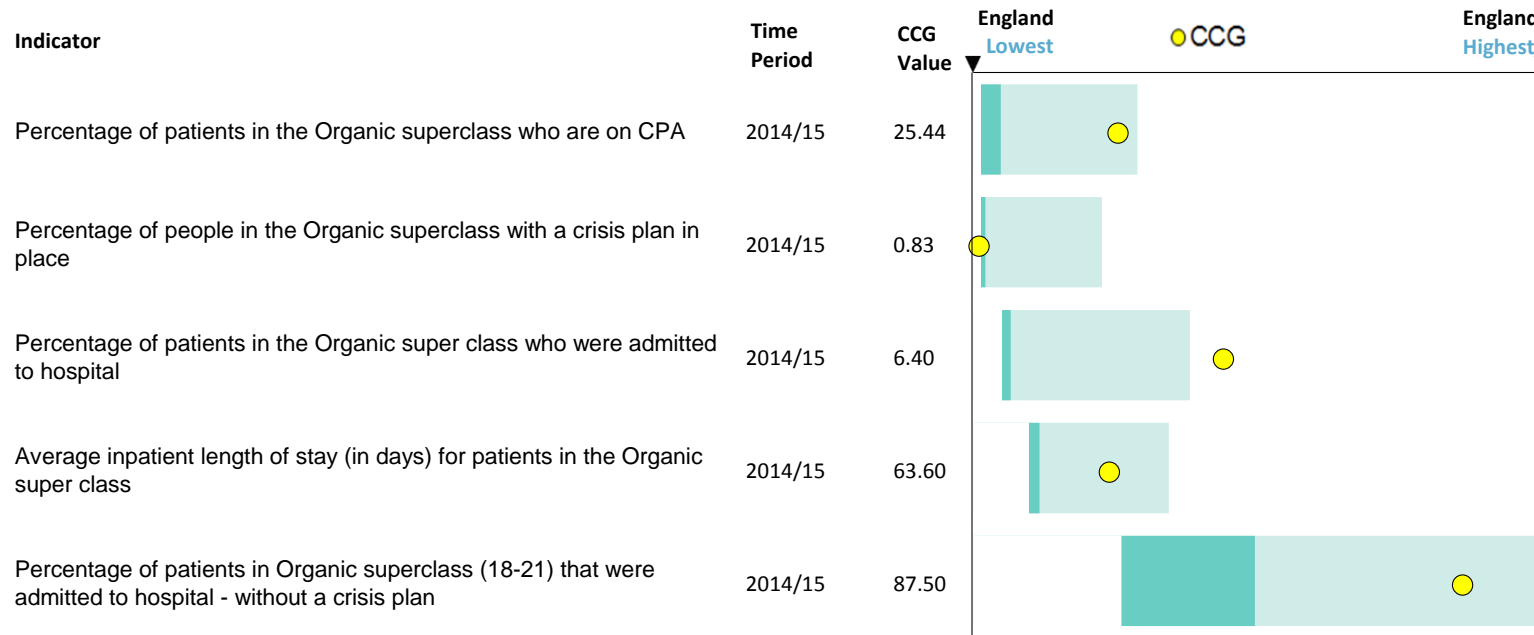 Indicator
Time
Period
CCG
Value
England
Lowest
CCG
England
Highest
Percentage of patients in the Organic superclass who are on CPA
2014/15
25.44
Percentage of people in the Organic superclass with a crisis plan in
place
2014/15
0.83
Percentage of patients in the Organic super class who were admitted
to hospital
2014/15
6.40
Average inpatient length of stay (in days) for patients in the Organic
super class
2014/15
63.60
Percentage of patients in Organic superclass (18-21) that were
admitted to hospital - without a crisis plan
2014/15
87.50